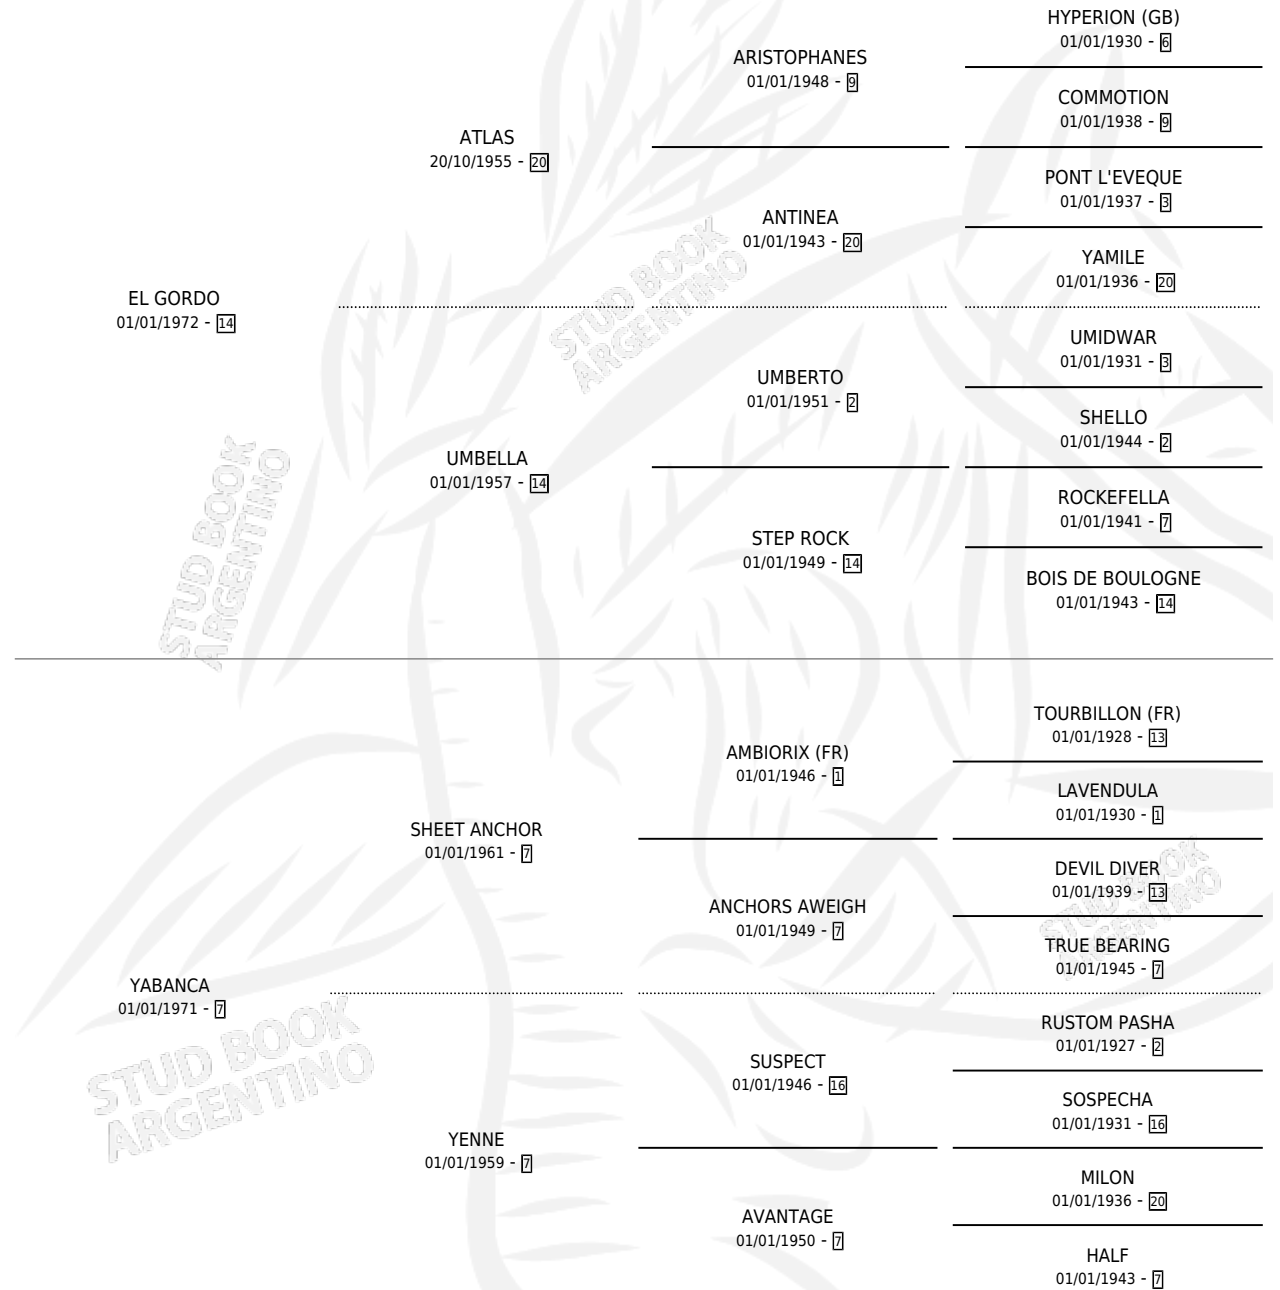 HYPERION (GB)
01/01/1930 - 6
ARISTOPHANES
01/01/1948 - 9
COMMOTION
01/01/1938 - 9
ATLAS
20/10/1955 - 20
PONT L'EVEQUE
01/01/1937 - 3
ANTINEA
01/01/1943 - 20
YAMILE
01/01/1936 - 20
EL GORDO
01/01/1972 - 14
UMIDWAR
01/01/1931 - 3
UMBERTO
01/01/1951 - 2
SHELLO
01/01/1944 - 2
UMBELLA
01/01/1957 - 14
ROCKEFELLA
01/01/1941 - 7
STEP ROCK
01/01/1949 - 14
BOIS DE BOULOGNE
01/01/1943 - 14
TOURBILLON (FR)
01/01/1928 - 13
AMBIORIX (FR)
01/01/1946 - 1
LAVENDULA
01/01/1930 - 1
SHEET ANCHOR
01/01/1961 - 7
DEVIL DIVER
01/01/1939 - 13
ANCHORS AWEIGH
01/01/1949 - 7
TRUE BEARING
01/01/1945 - 7
YABANCA
01/01/1971 - 7
RUSTOM PASHA
01/01/1927 - 2
SUSPECT
01/01/1946 - 16
SOSPECHA
01/01/1931 - 16
YENNE
01/01/1959 - 7
MILON
01/01/1936 - 20
AVANTAGE
01/01/1950 - 7
HALF
01/01/1943 - 7
STUD BOOK
ARGENTINO
STUD BOOK
ARGENTINO
STUD BOOK
ARGENTINO
STUD BOOK
ARGENTINO